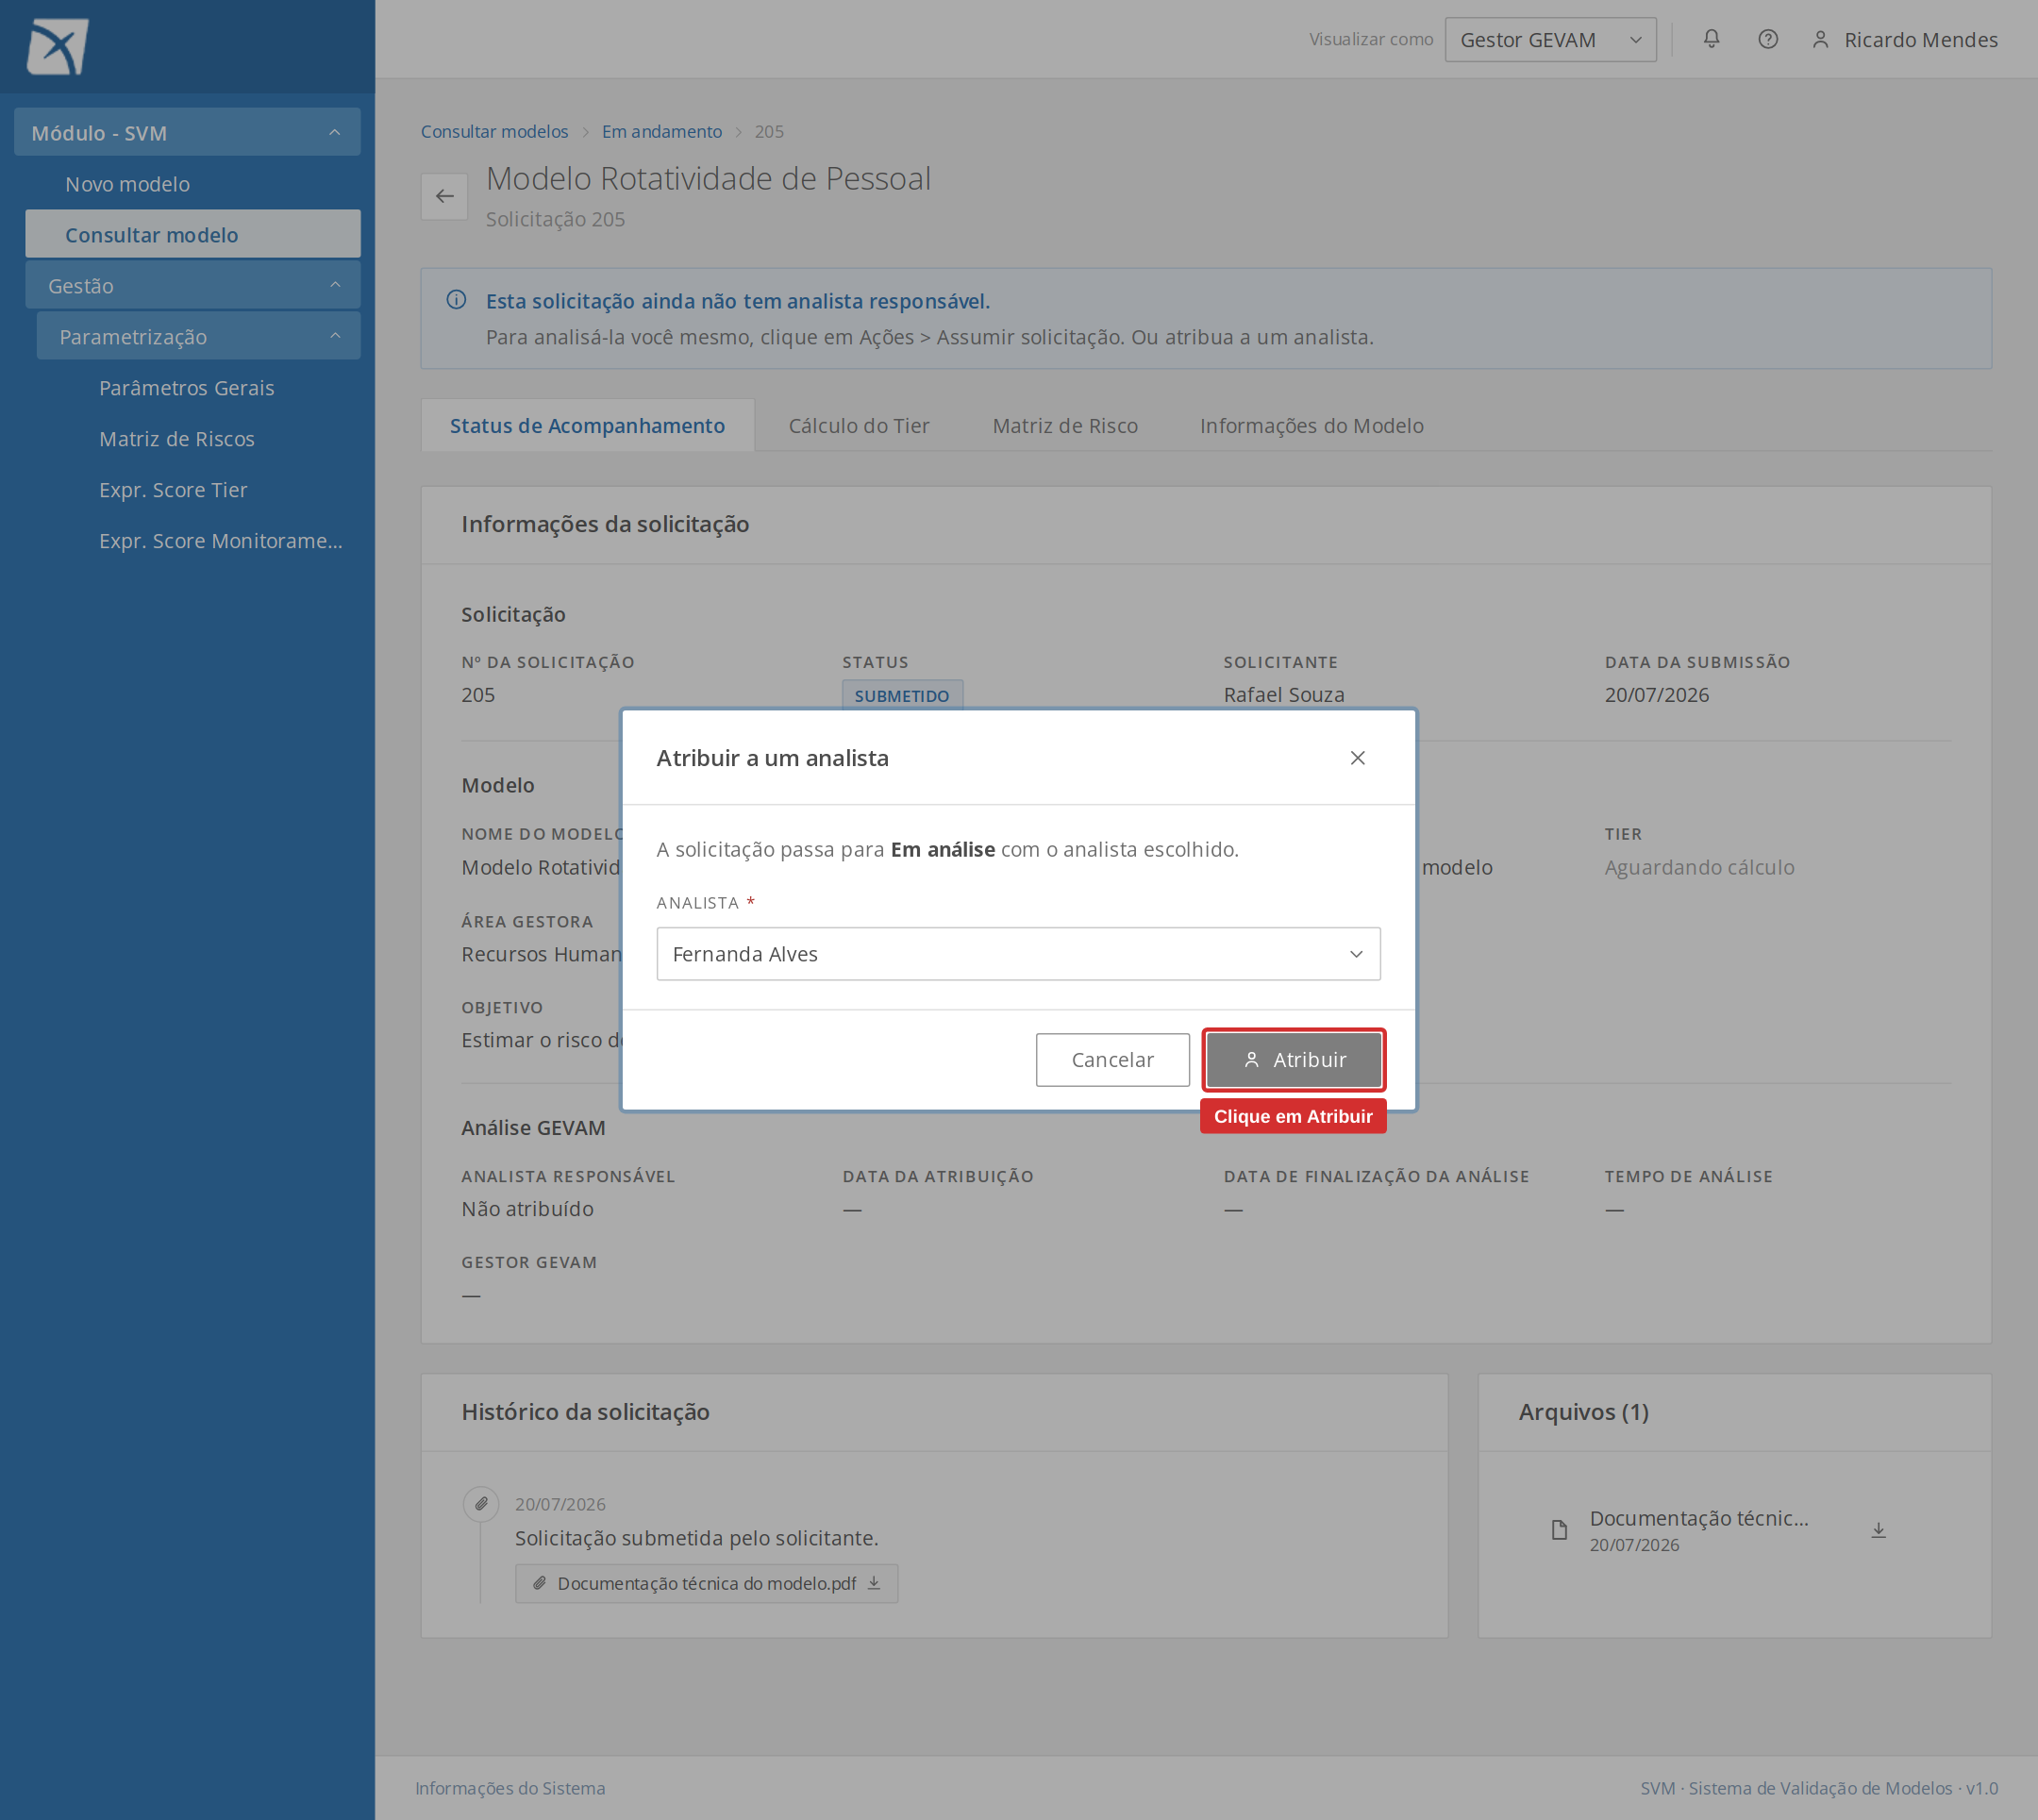 Visualizar como
Gestor GEVAM
Ricardo Mendes
Módulo - SVM
Novo modelo
Consultar modelo
Gestão
Parametrização
Parâmetros Gerais
Matriz de Riscos
Expr. Score Tier
Expr. Score Monitorame...
Consultar modelos > Em andamento > 205
Modelo Rotatividade de Pessoal
Solicitação 205
Esta solicitação ainda não tem analista responsável.
Para analisá-la você mesmo, clique em Ações > Assumir solicitação. Ou atribua a um analista.
Status de Acompanhamento
Cálculo do Tier
Matriz de Risco
Informações do Modelo
Informações da solicitação
Solicitação
Nº DA SOLICITAÇÃO
205
STATUS
SUBMETIDO
SOLICITANTE
Rafael Souza
DATA DA SUBMISSÃO
20/07/2026
Modelo
NOME DO MODELO
Modelo Rotativid
modelo
TIER
Aguardando cálculo
ÁREA GESTORA
Recursos Human
OBJETIVO
Estimar o risco d
Atribuir a um analista
A solicitação passa para Em análise com o analista escolhido.
ANALISTA *
Fernanda Alves
Cancelar
Atribuir
Clique em Atribuir
Análise GEVAM
ANALISTA RESPONSÁVEL
Não atribuído
DATA DA ATRIBUIÇÃO
—
DATA DE FINALIZAÇÃO DA ANÁLISE
—
TEMPO DE ANÁLISE
—
GESTOR GEVAM
—
Histórico da solicitação
20/07/2026
Solicitação submetida pelo solicitante.
Documentação técnica do modelo.pdf
Arquivos (1)
Documentação técnic...
20/07/2026
Informações do Sistema
SVM · Sistema de Validação de Modelos · v1.0